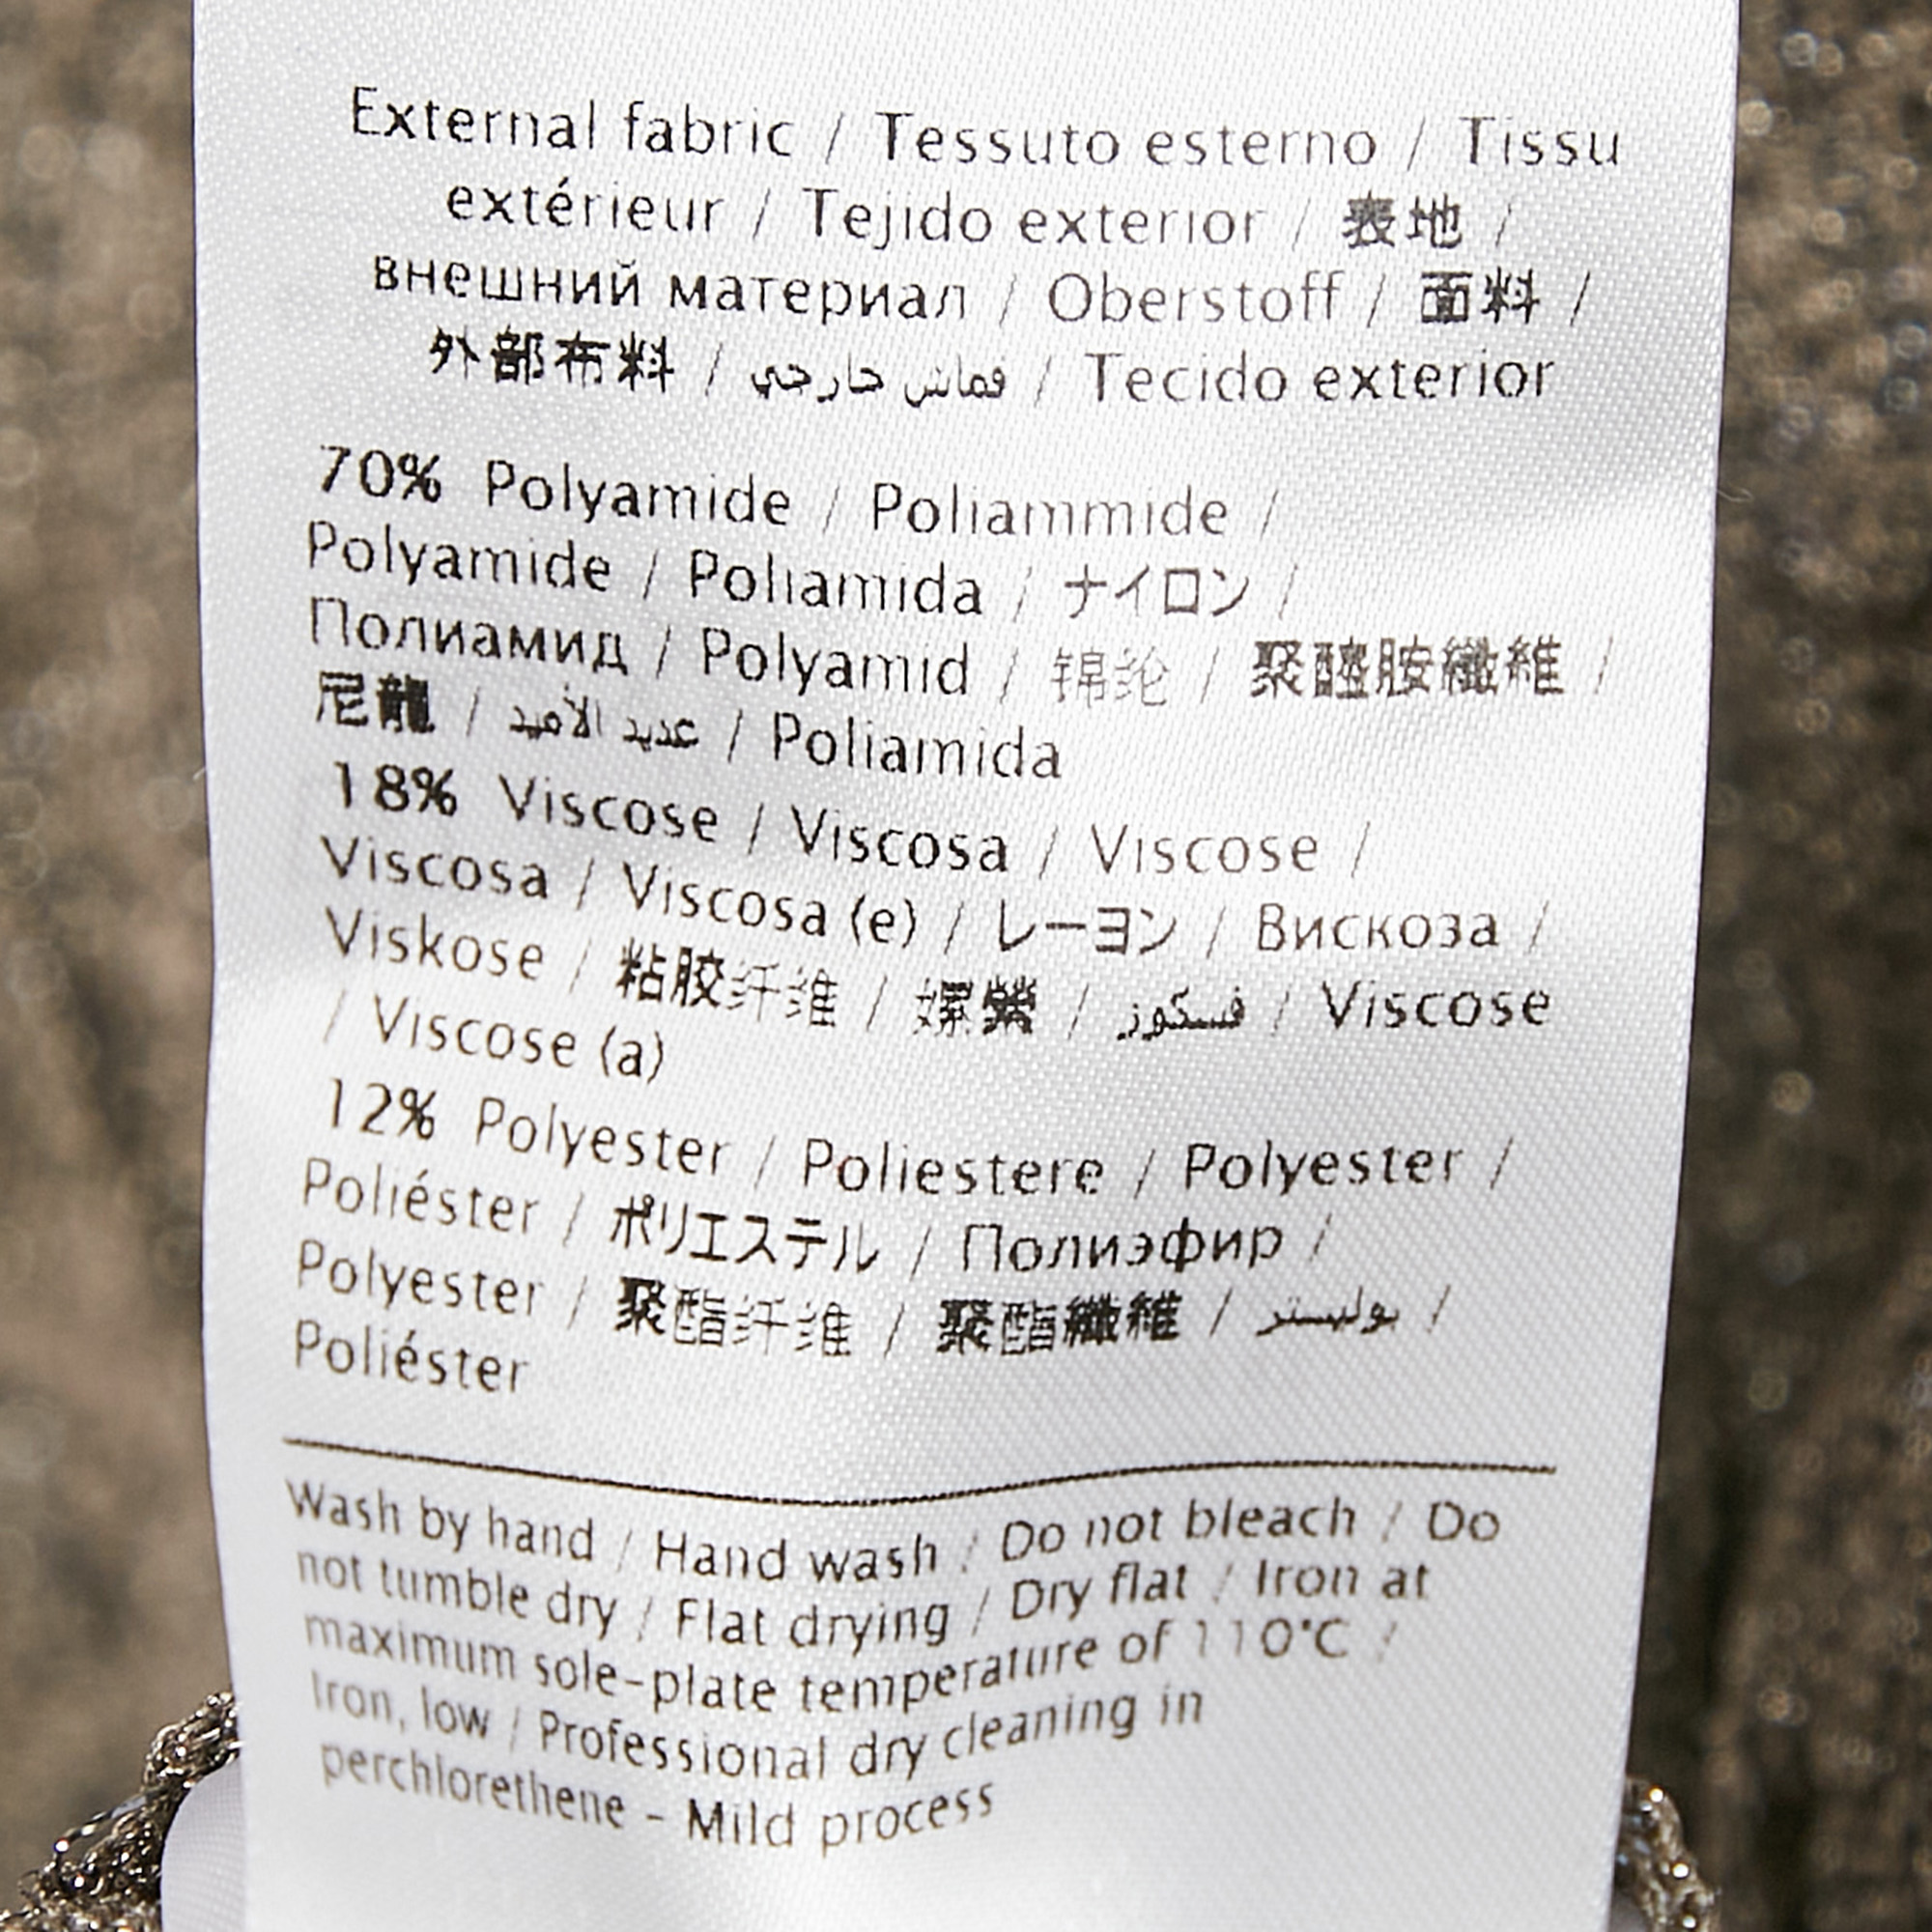 External fabric / Tessuto esterno / Tissu
extérieur / Tejido exterior / 表地 /
внешний материал / Oberstoff / 面料 /
外部布料 / قماش خارجي / Tecido exterior
70% Polyamide / Poliammide /
Polyamide / Poliamida / ナイロン /
Полиамид / Polyamid / 锦纶 / 聚醯胺纖維 /
尼龍 / عديد الأميد / Poliamida
18% Viscose / Viscosa / Viscose /
Viscosa / Viscosa (e) / レーヨン / Вискоза /
Viskose / 粘胶纤维 / 嫘縈 / فسكوز / Viscose
/ Viscose (a)
12% Polyester / Poliestere / Polyester /
Poliéster / ポリエステル / Полиэфир /
Polyester / 聚酯纤维 / 聚酯纖維 / بوليستر /
Poliéster
Wash by hand / Hand wash / Do not bleach / Do
not tumble dry / Flat drying / Dry flat / Iron at
maximum sole-plate temperature of 110°C /
Iron, low / Professional dry cleaning in
perchlorethene - Mild process